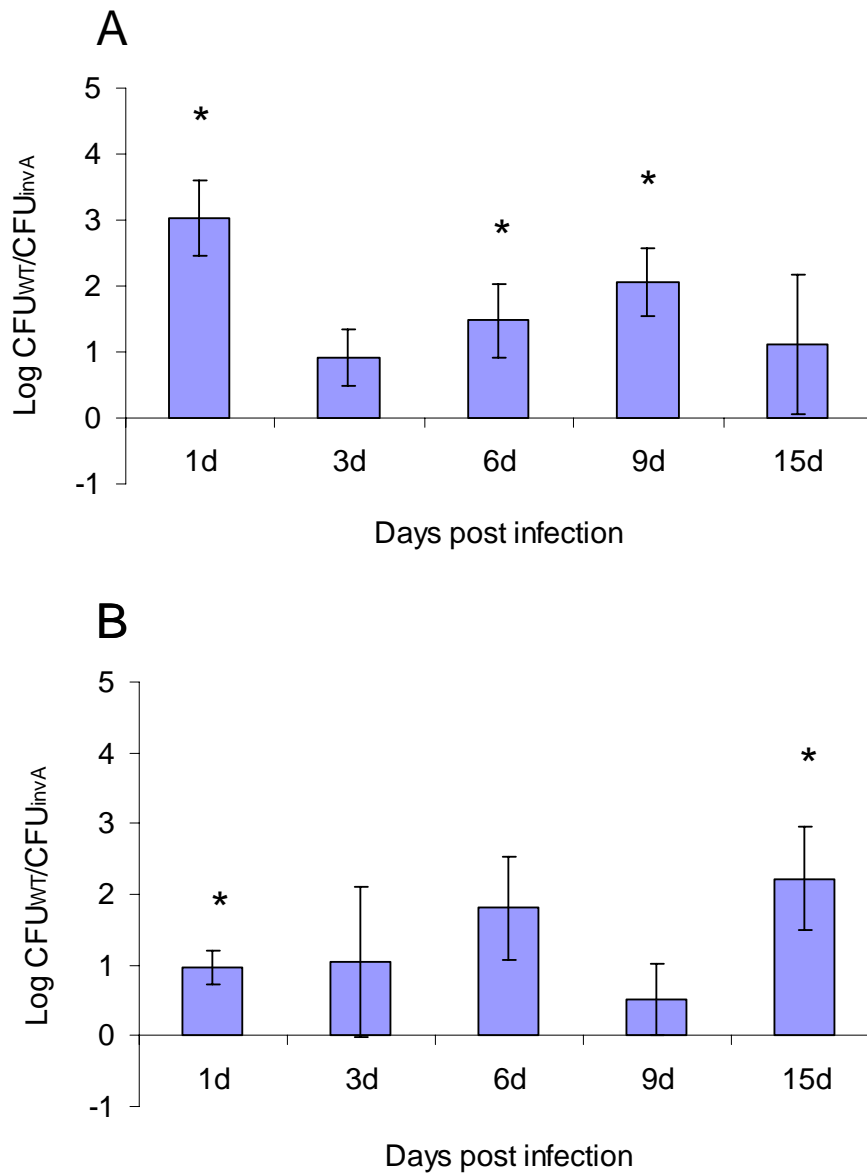 A
5
4
3
2
1
0
-1
Log CFUWT/CFUinvA
* * * *
1d 3d 6d 9d 15d
Days post infection
B
5
4
3
2
1
0
-1
Log CFUWT/CFUinvA
* *
1d 3d 6d 9d 15d
Days post infection